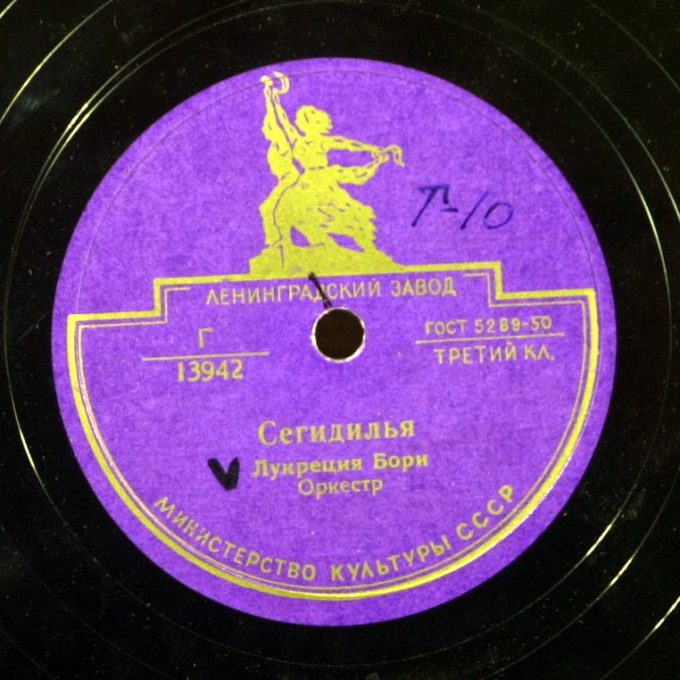 Т-10
ЛЕНИНГРАДСКИЙ ЗАВОД
Г
13942
ГОСТ 5289-50
ТРЕТИЙ КЛ.
Сегидилья
Лукреция Бори
Оркестр
МИНИСТЕРСТВО КУЛЬТУРЫ СССР